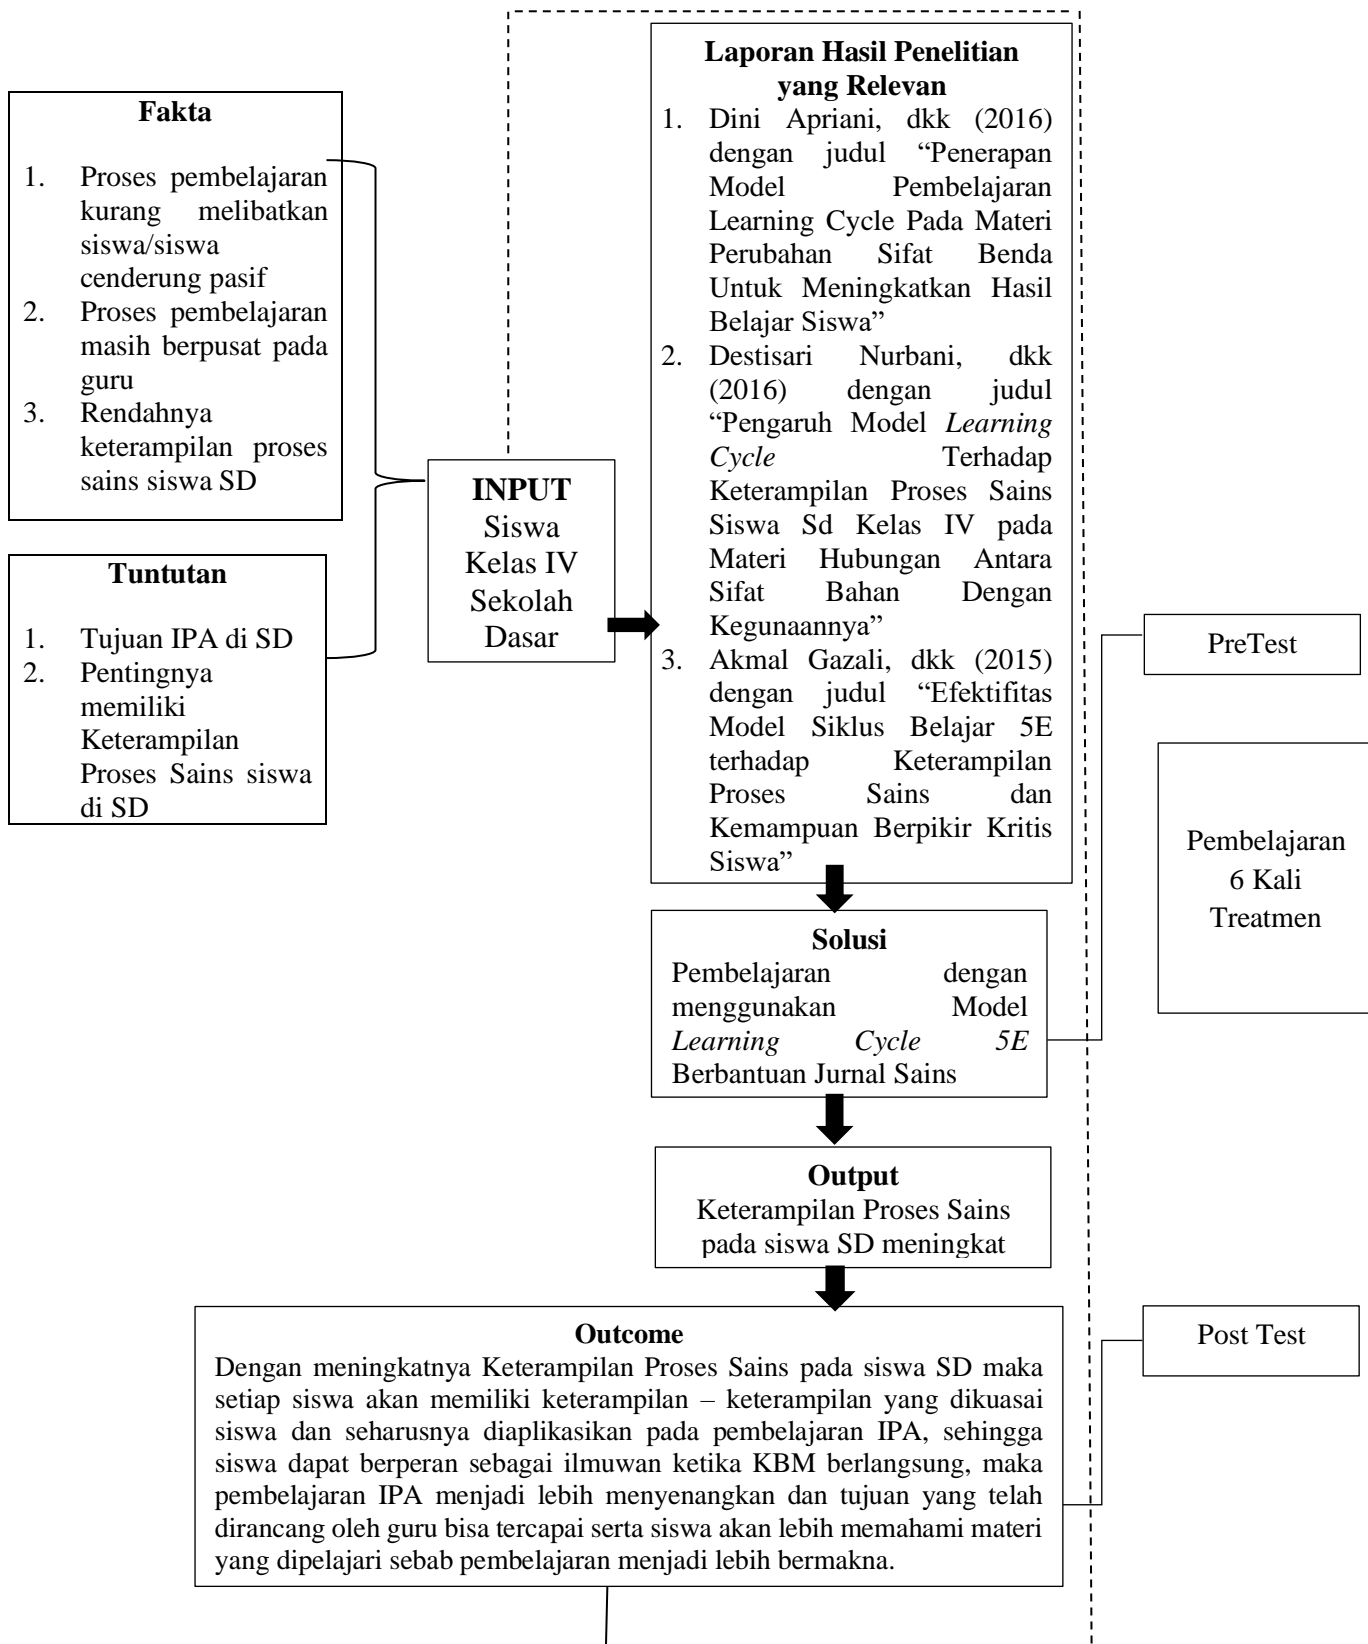 Fakta
1. Proses pembelajaran
kurang melibatkan
siswa/siswa
cenderung pasif
2. Proses pembelajaran
masih berpusat pada
guru
3. Rendahnya
keterampilan proses
sains siswa SD
Tuntutan
1. Tujuan IPA di SD
2. Pentingnya
memiliki
Keterampilan
Proses Sains siswa
di SD
INPUT
Siswa
Kelas IV
Sekolah
Dasar
Laporan Hasil Penelitian
yang Relevan
1. Dini Apriani, dkk (2016)
dengan judul “Penerapan
Model Pembelajaran
Learning Cycle Pada Materi
Perubahan Sifat Benda
Untuk Meningkatkan Hasil
Belajar Siswa”
2. Destisari Nurbani, dkk
(2016) dengan judul
“Pengaruh Model Learning
Cycle Terhadap
Keterampilan Proses Sains
Siswa Sd Kelas IV pada
Materi Hubungan Antara
Sifat Bahan Dengan
Kegunaannya”
3. Akmal Gazali, dkk (2015)
dengan judul “Efektifitas
Model Siklus Belajar 5E
terhadap Keterampilan
Proses Sains dan
Kemampuan Berpikir Kritis
Siswa”
PreTest
Pembelajaran
6 Kali
Treatmen
Solusi
Pembelajaran dengan
menggunakan Model
Learning Cycle 5E
Berbantuan Jurnal Sains
Output
Keterampilan Proses Sains
pada siswa SD meningkat
Outcome
Dengan meningkatnya Keterampilan Proses Sains pada siswa SD maka
setiap siswa akan memiliki keterampilan – keterampilan yang dikuasai
siswa dan seharusnya diaplikasikan pada pembelajaran IPA, sehingga
siswa dapat berperan sebagai ilmuwan ketika KBM berlangsung, maka
pembelajaran IPA menjadi lebih menyenangkan dan tujuan yang telah
dirancang oleh guru bisa tercapai serta siswa akan lebih memahami materi
yang dipelajari sebab pembelajaran menjadi lebih bermakna.
Post Test